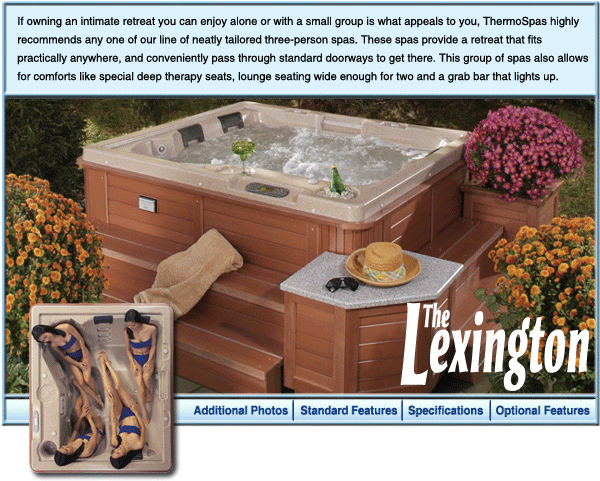 If owning an intimate retreat you can enjoy alone or with a small group is what appeals to you, ThermoSpas highly
recommends any one of our line of neatly tailored three-person spas. These spas provide a retreat that fits
practically anywhere, and conveniently pass through standard doorways to get there. This group of spas also allows
for comforts like special deep therapy seats, lounge seating wide enough for two and a grab bar that lights up.
The
Lexington
Additional Photos | Standard Features | Specifications | Optional Features